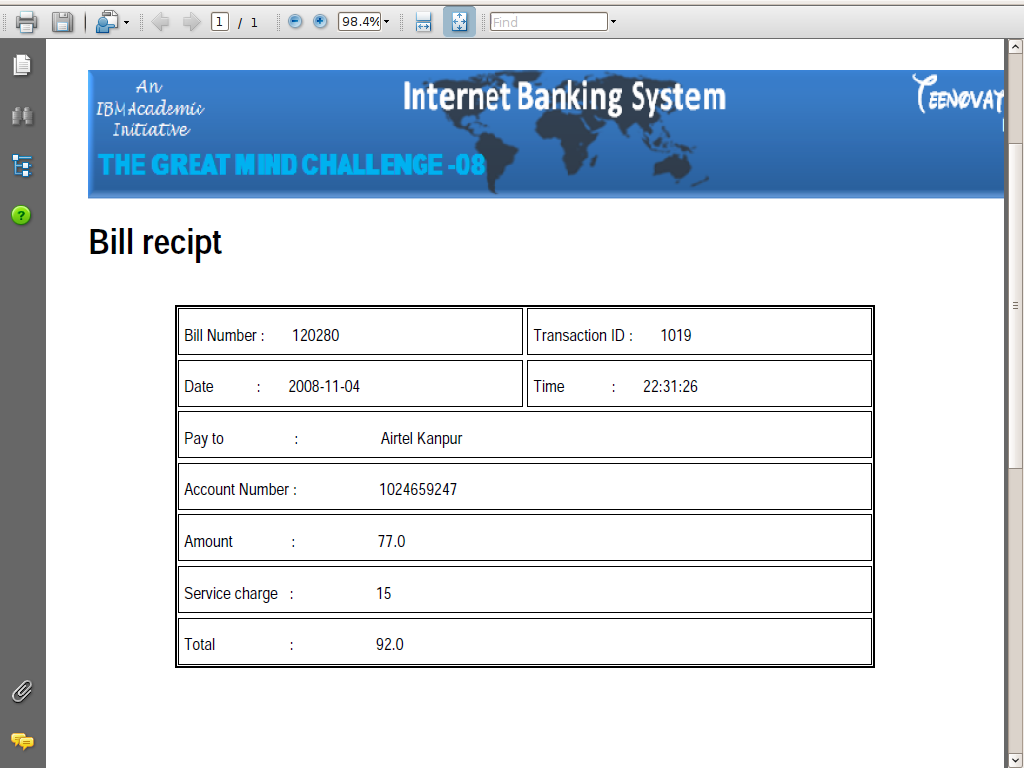 1 / 1
98.4%
Find
An
IBM Academic
Initiative
Internet Banking System
THE GREAT MIND CHALLENGE -08
TEENOVAT
Bill recipt
Bill Number : 120280
Transaction ID : 1019
Date : 2008-11-04
Time : 22:31:26
Pay to : Airtel Kanpur
Account Number : 1024659247
Amount : 77.0
Service charge : 15
Total : 92.0